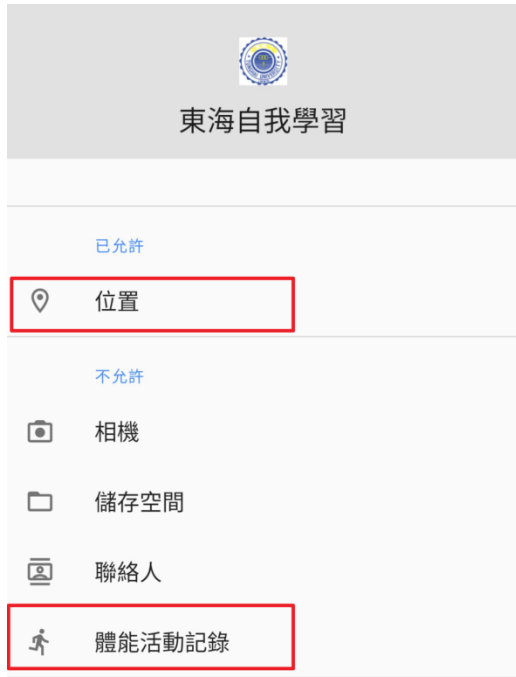 東海自我學習
已允許
位置
不允許
相機
儲存空間
聯絡人
體能活動記錄